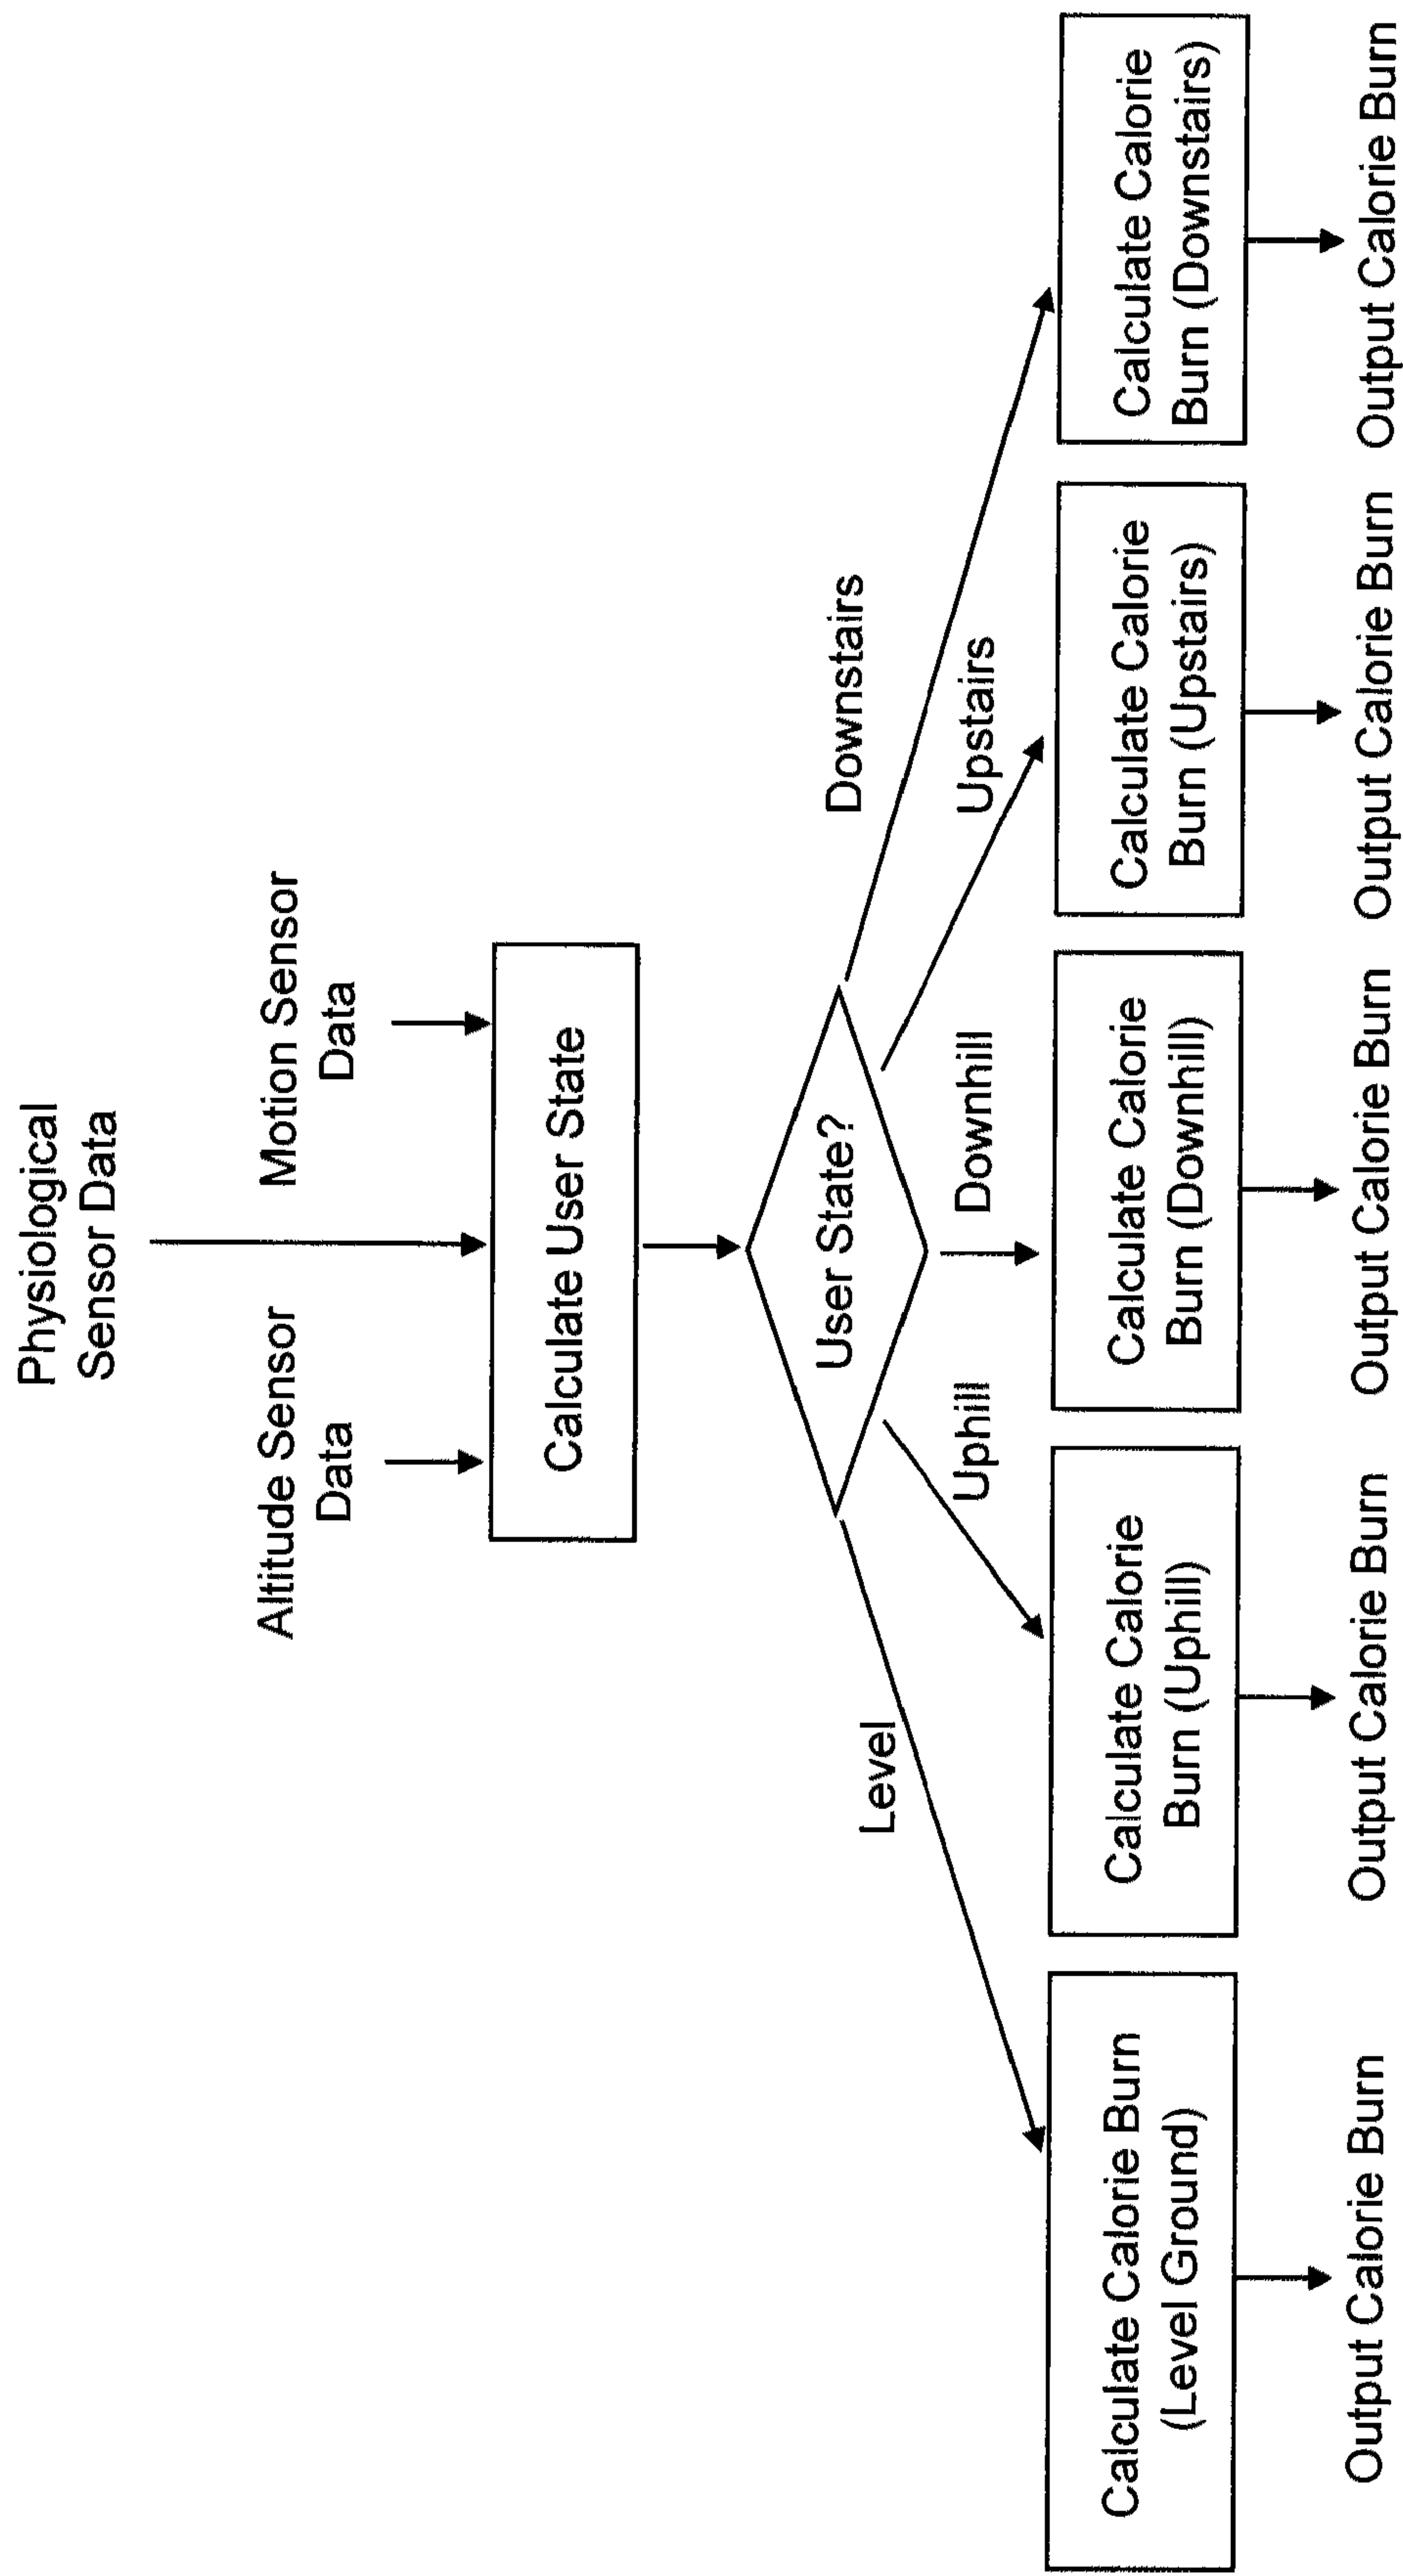 Physiological
Sensor Data
Altitude Sensor
Data
Motion Sensor
Data
Calculate User State
User State?
Level
Uphill
Downhill
Upstairs
Downstairs
Calculate Calorie Burn
(Level Ground)
Calculate Calorie
Burn (Uphill)
Calculate Calorie
Burn (Downhill)
Calculate Calorie
Burn (Upstairs)
Calculate Calorie
Burn (Downstairs)
Output Calorie Burn
Output Calorie Burn
Output Calorie Burn
Output Calorie Burn
Output Calorie Burn